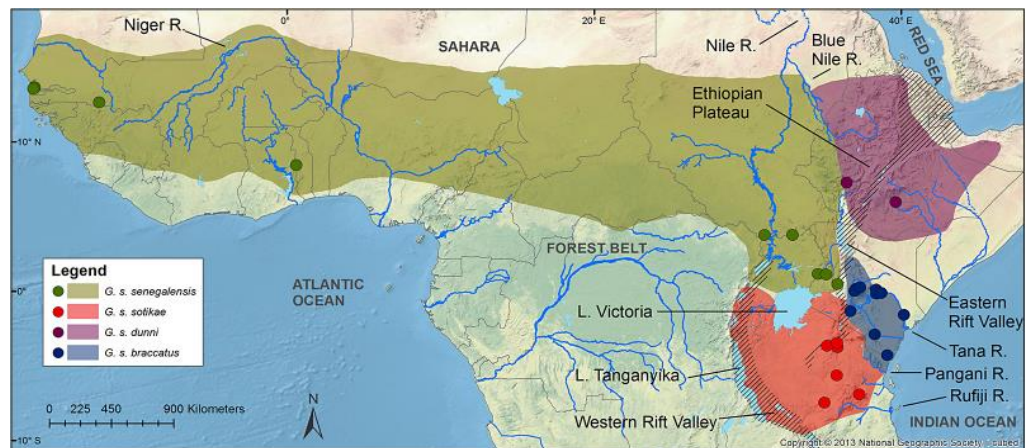 0°
20° E
40° E
Niger R.
SAHARA
Nile R.
Blue
Nile R.
RED SEA
Ethiopian
Plateau
10° N
FOREST BELT
ATLANTIC
OCEAN
Legend
G. s. senegalensis
G. s. sotikae
G. s. dunni
G. s. braccatus
0°
L. Victoria
Eastern
Rift Valley
Tana R.
L. Tanganyika
Pangani R.
Rufiji R.
Western Rift Valley
INDIAN OCEAN
0 225 450 900 Kilometers
N
10° S
Copyright © 2013 National Geographic Society, i-cubed